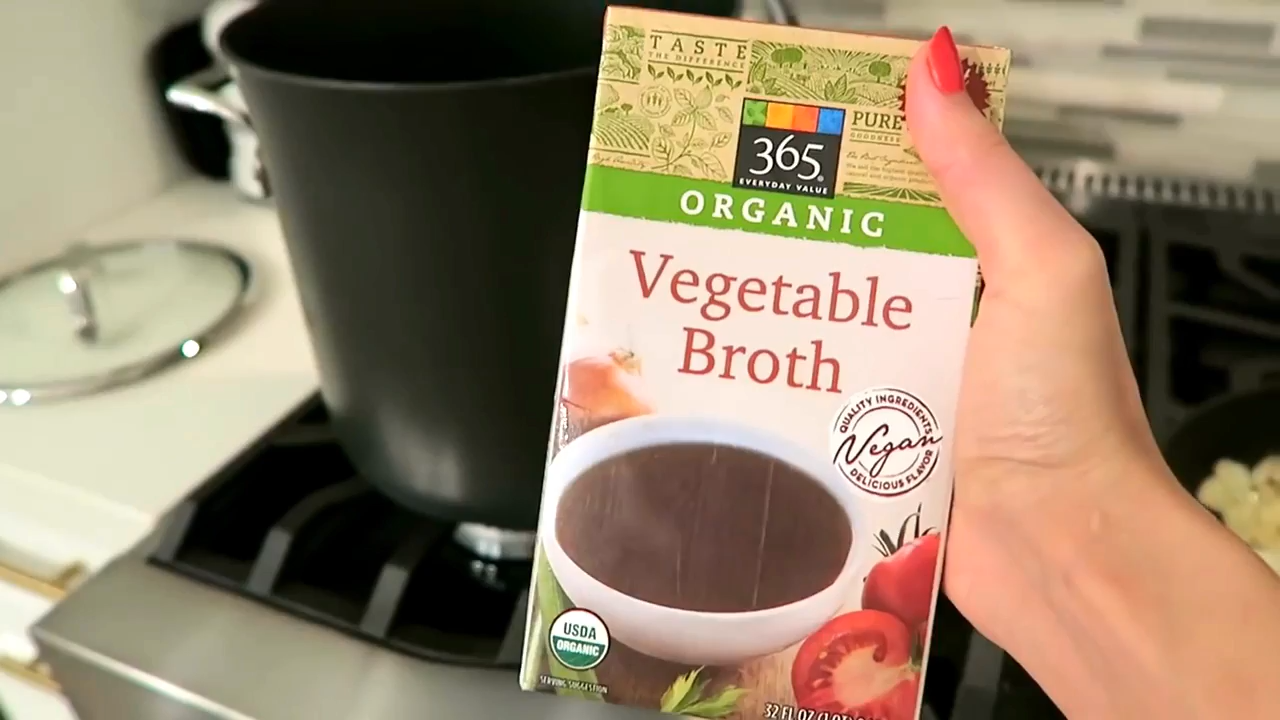 TASTE
THE DIFFERENCE
PURE
GOODNESS
365
EVERYDAY VALUE
ORGANIC
Vegetable
Broth
QUALITY INGREDIENTS
Vegan
DELICIOUS FLAVOR
USDA
ORGANIC
SERVING SUGGESTION
32 FL OZ